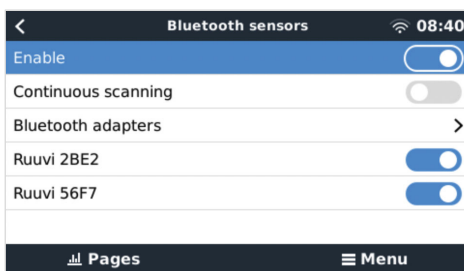 Bluetooth sensors 08:40
Enable
Continuous scanning
Bluetooth adapters
Ruuvi 2BE2
Ruuvi 56F7
Pages Menu